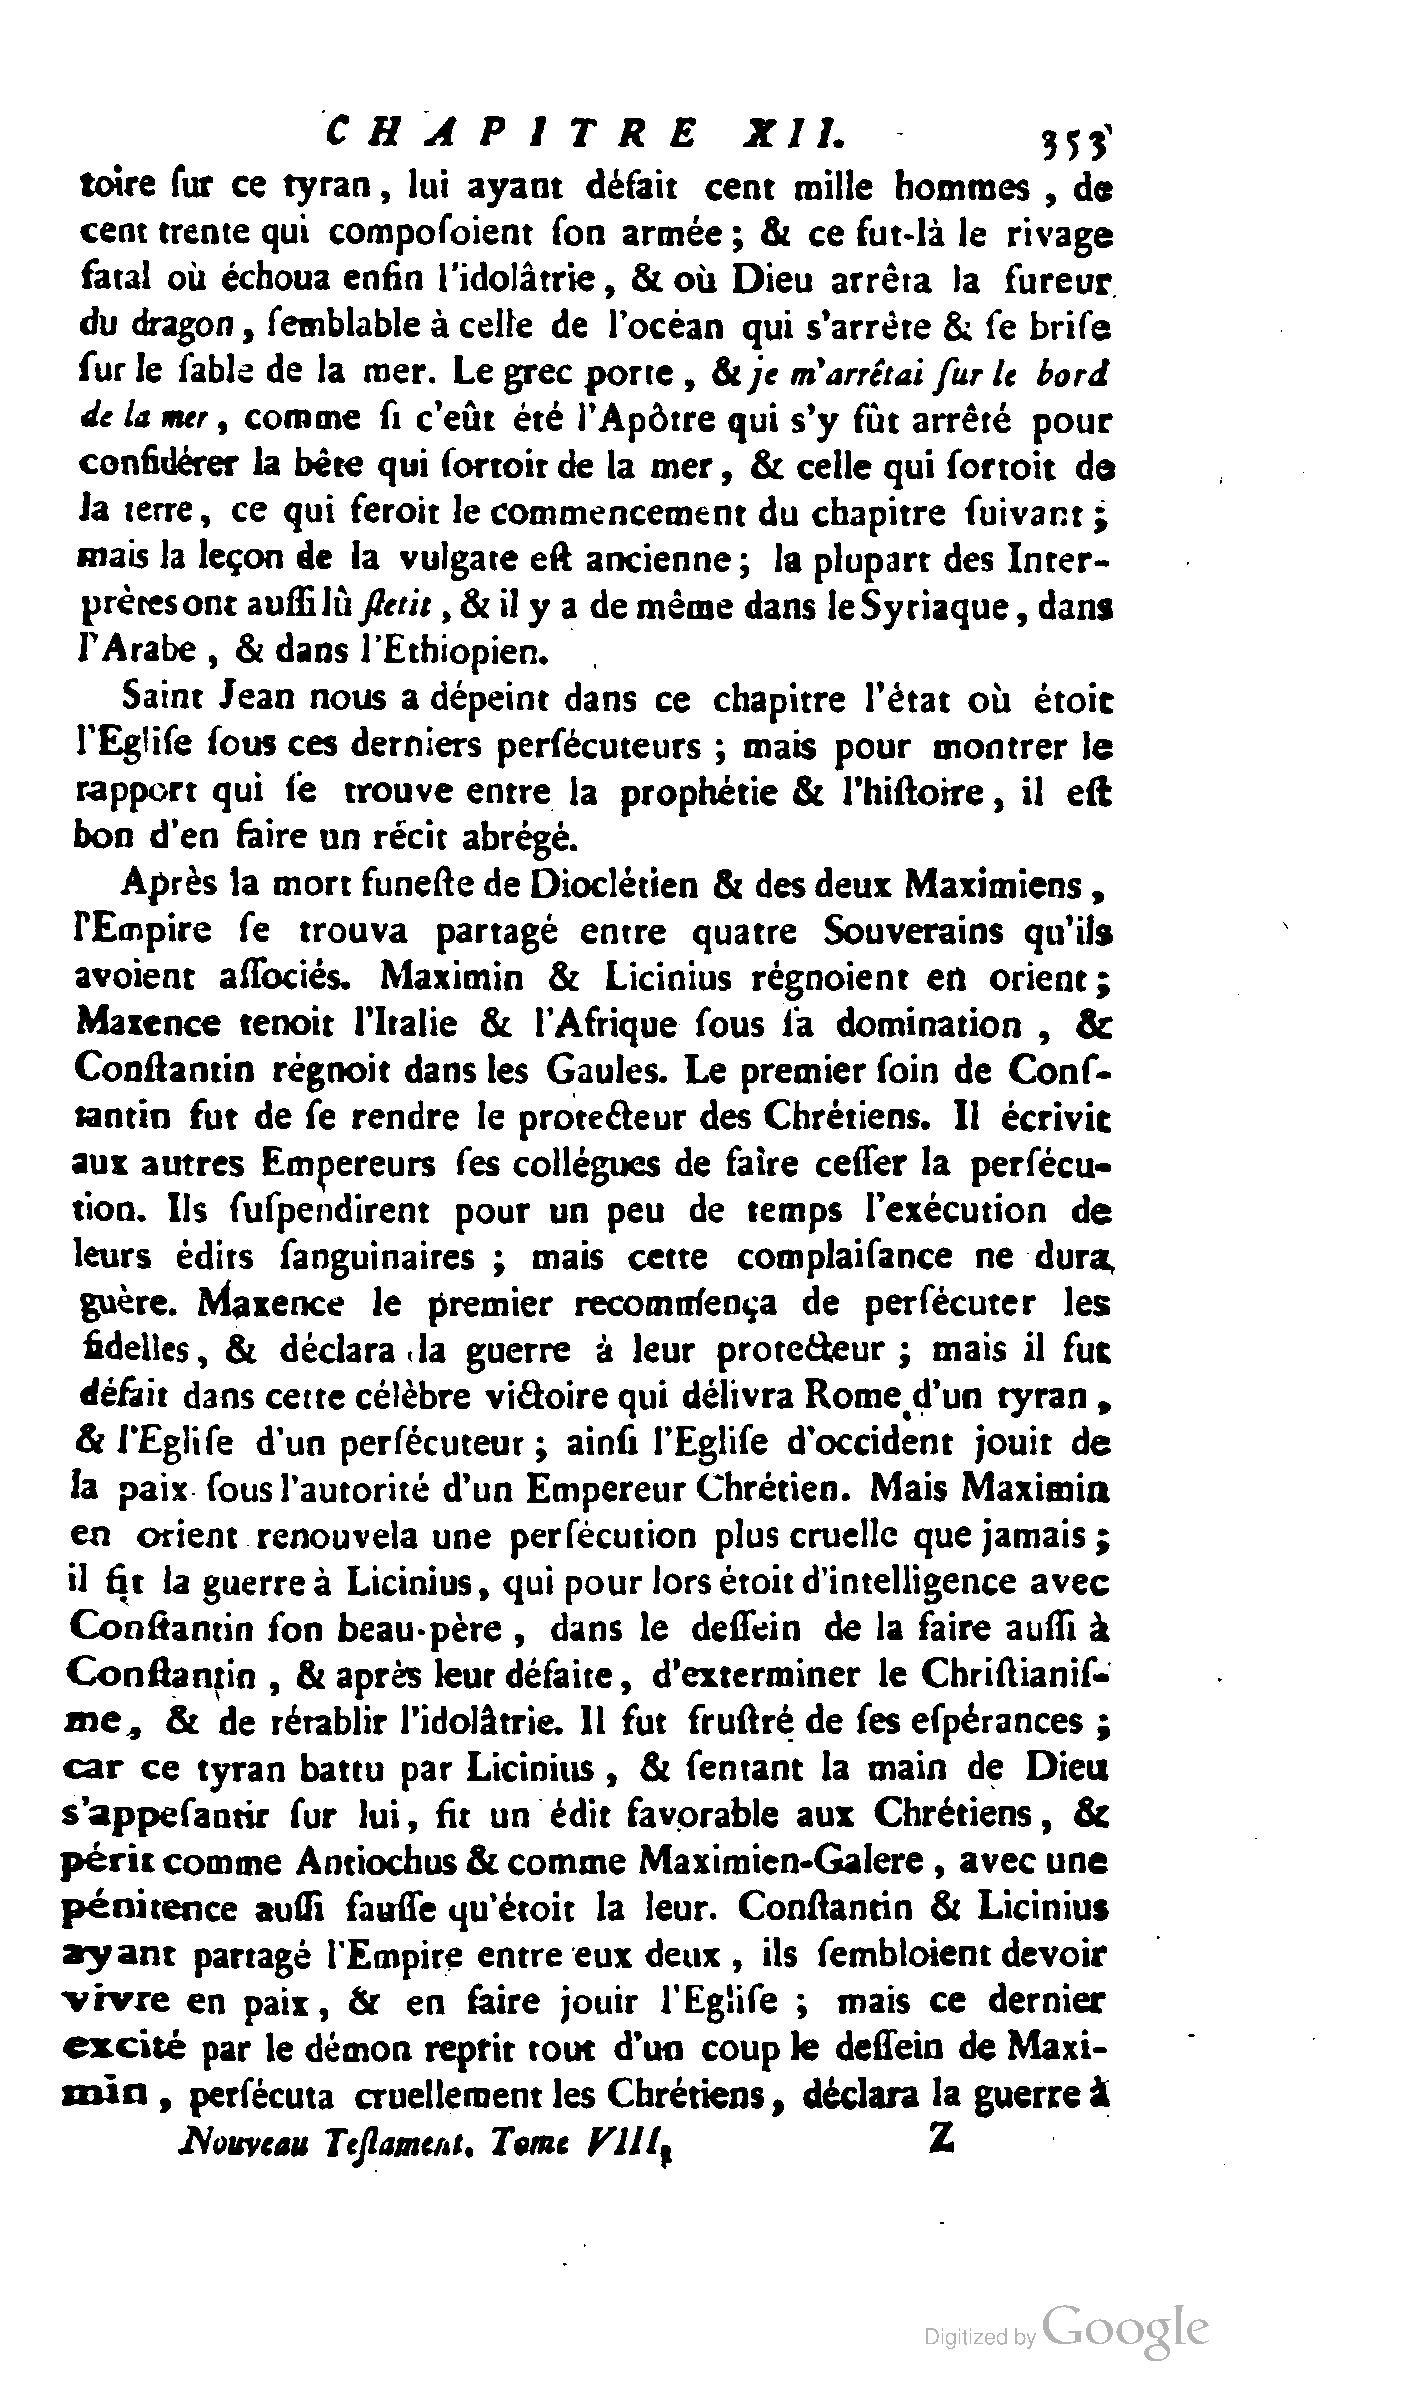 CHAPITRE XII. 353
toire ſur ce tyran, lui ayant défait cent mille hommes, de
cent trente qui compoſoient ſon armée; & ce fut-là le rivage
fatal où échoua enfin l'idolâtrie, & où Dieu arrêta la fureur
du dragon, ſemblable à celle de l'océan qui s'arrète & ſe briſe
ſur le ſable de la mer. Le grec porte, & je m'arrêtai ſur le bord
de la mer, comme ſi c'eût été l'Apôtre qui s'y fût arrêté pour
conſidérer la bête qui ſortoit de la mer, & celle qui ſortoit de
la terre, ce qui feroit le commencement du chapitre ſuivant;
mais la leçon de la vulgate eſt ancienne; la plupart des Inter-
prètes ont auſſi lû ſtetit, & il y a de même dans le Syriaque, dans
l'Arabe, & dans l'Ethiopien.
Saint Jean nous a dépeint dans ce chapitre l'état où étoit
l'Egliſe ſous ces derniers perſécuteurs; mais pour montrer le
rapport qui ſe trouve entre la prophétie & l'hiſtoire, il eſt
bon d'en faire un récit abrégé.
Après la mort funeſte de Dioclétien & des deux Maximiens,
l'Empire ſe trouva partagé entre quatre Souverains qu'ils
avoient aſſociés. Maximin & Licinius régnoient en orient;
Maxence tenoit l'Italie & l'Afrique ſous ſa domination, &
Conſtantin régnoit dans les Gaules. Le premier ſoin de Conſ-
tantin fut de ſe rendre le protecteur des Chrétiens. Il écrivit
aux autres Empereurs ſes collégues de faire ceſſer la perſécu-
tion. Ils ſuſpendirent pour un peu de temps l'exécution de
leurs édits ſanguinaires; mais cette complaiſance ne dura
guère. Maxence le premier recommença de perſécuter les
fidelles, & déclara la guerre à leur protecteur; mais il fut
défait dans cette célèbre victoire qui délivra Rome d'un tyran,
& l'Egliſe d'un perſécuteur; ainſi l'Egliſe d'occident jouit de
la paix ſous l'autorité d'un Empereur Chrétien. Mais Maximin
en orient renouvela une perſécution plus cruelle que jamais;
il fit la guerre à Licinius, qui pour lors étoit d'intelligence avec
Conſtantin ſon beau-père, dans le deſſein de la faire auſſi à
Conſtantin, & après leur défaite, d'exterminer le Chriſtianiſ-
me, & de rétablir l'idolâtrie. Il fut fruſtré de ſes eſpérances;
car ce tyran battu par Licinius, & ſentant la main de Dieu
s'appeſantir ſur lui, fit un édit favorable aux Chrétiens, &
périt comme Antiochus & comme Maximien-Galere, avec une
pénitence auſſi fauſſe qu'étoit la leur. Conſtantin & Licinius
ayant partagé l'Empire entre eux deux, ils ſembloient devoir
vivre en paix, & en faire jouir l'Egliſe; mais ce dernier
excité par le démon reprit tout d'un coup le deſſein de Maxi-
min, perſécuta cruellement les Chrétiens, déclara la guerre à
Nouveau Teſtament. Tome VIII. Z
Digitized by Google